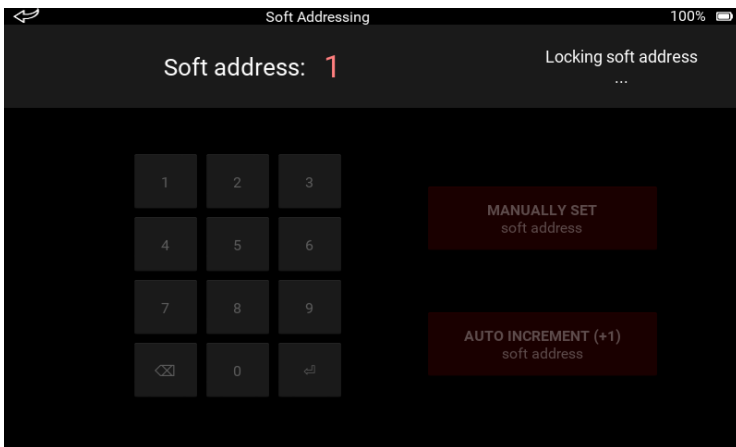 Soft Addressing
100%
Soft address: 1
Locking soft address
...
1 2 3
4 5 6
7 8 9
0
MANUALLY SET
soft address
AUTO INCREMENT (+1)
soft address